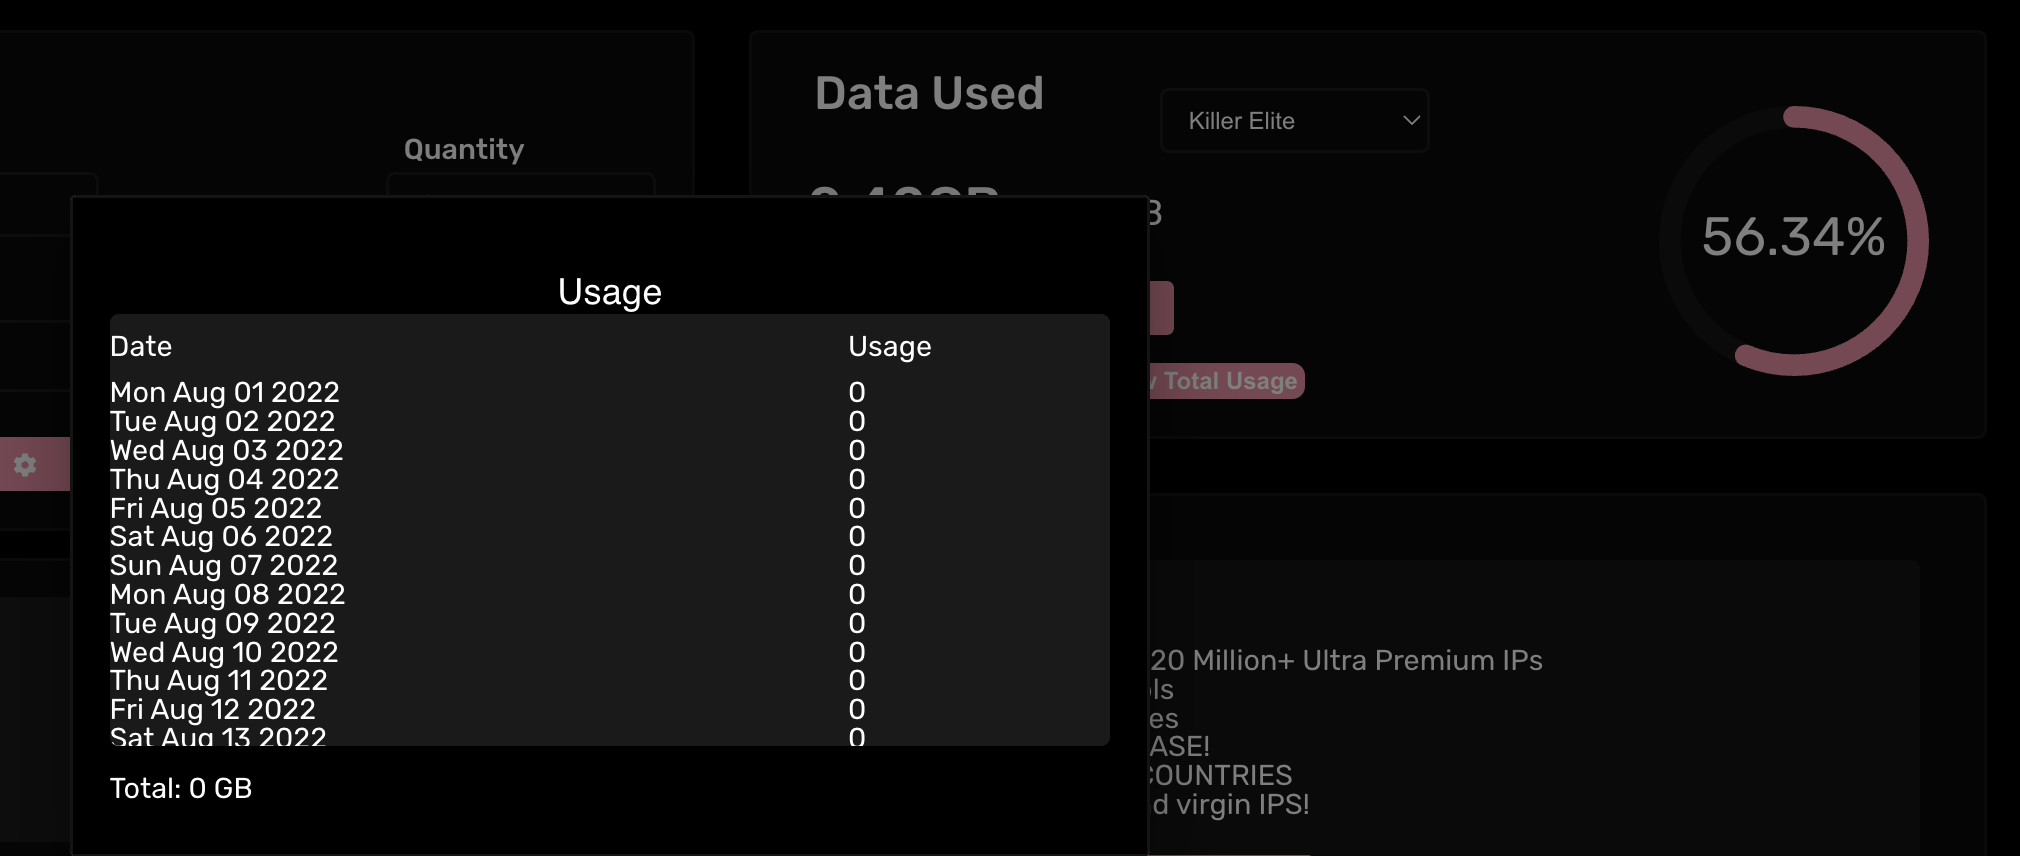 Data Used
Killer Elite
Quantity
56.34%
Usage
Date Usage
Mon Aug 01 2022 0
Tue Aug 02 2022 0
Wed Aug 03 2022 0
Thu Aug 04 2022 0
Fri Aug 05 2022 0
Sat Aug 06 2022 0
Sun Aug 07 2022 0
Mon Aug 08 2022 0
Tue Aug 09 2022 0
Wed Aug 10 2022 0
Thu Aug 11 2022 0
Fri Aug 12 2022 0
Sat Aug 13 2022 0
Total: 0 GB
Total Usage
20 Million+ Ultra Premium IPs
COUNTRIES
virgin IPS!